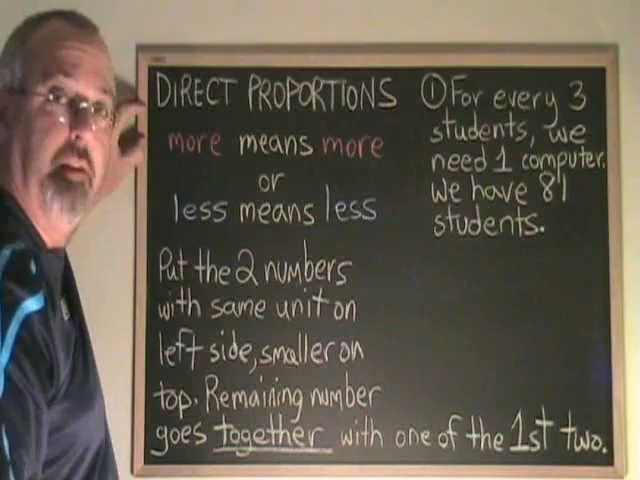 DIRECT PROPORTIONS
more means more
or
less means less
Put the 2 numbers
with same unit on
left side, smaller on
top. Remaining number
goes together with one of the 1st two.
① For every 3
students, we
need 1 computer.
We have 81
students.